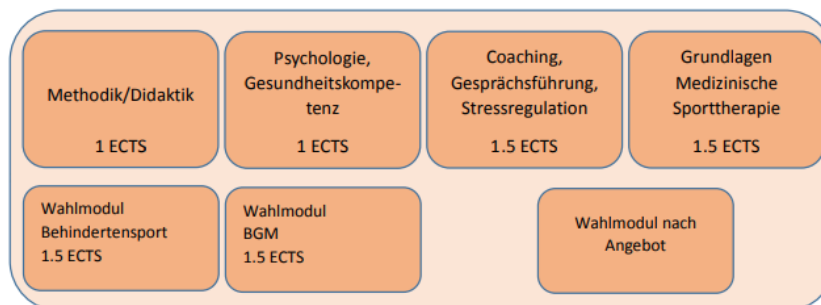 Methodik/Didaktik
1 ECTS
Psychologie,
Gesundheitskompe-
tenz
1 ECTS
Coaching,
Gesprächsführung,
Stressregulation
1.5 ECTS
Grundlagen
Medizinische
Sporttherapie
1.5 ECTS
Wahlmodul
Behindertensport
1.5 ECTS
Wahlmodul
BGM
1.5 ECTS
Wahlmodul nach
Angebot